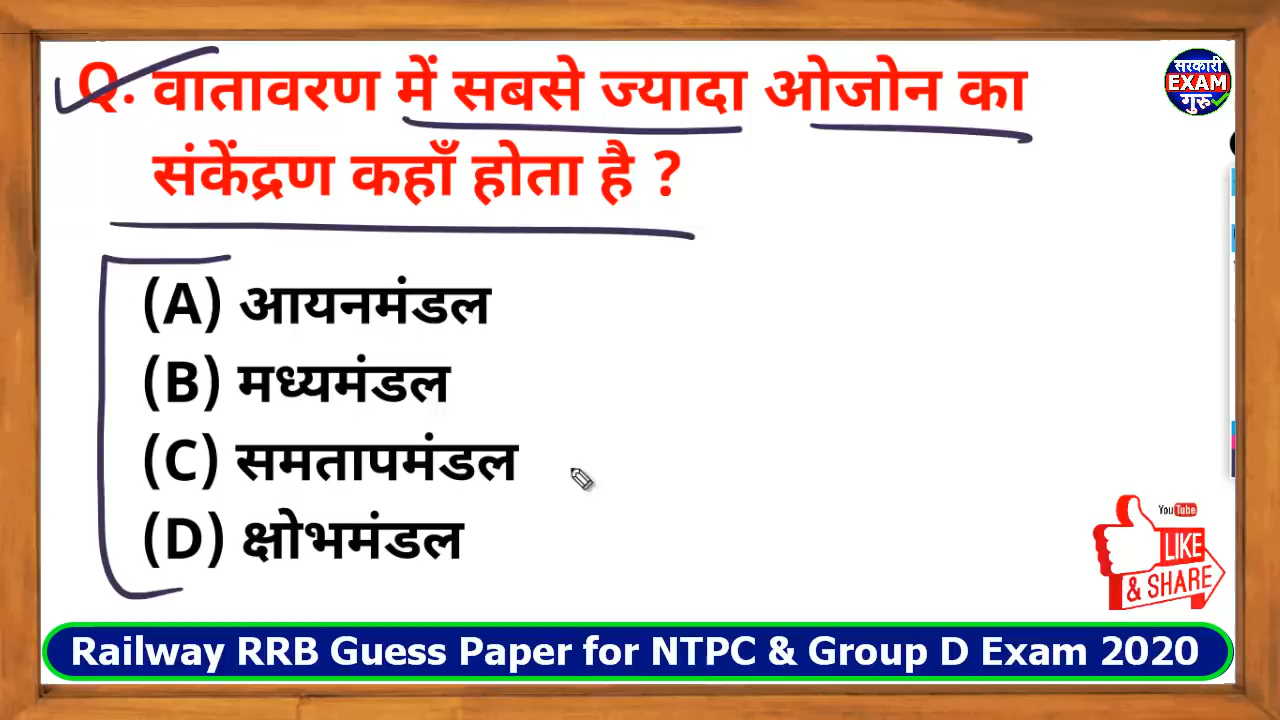 Q. वातावरण में सबसे ज्यादा ओजोन का
संकेंद्रण कहाँ होता है ?
(A) आयनमंडल
(B) मध्यमंडल
(C) समतापमंडल
(D) क्षोभमंडल
सरकारी
EXAM
गुरु
YouTube
LIKE
& SHARE
Railway RRB Guess Paper for NTPC & Group D Exam 2020